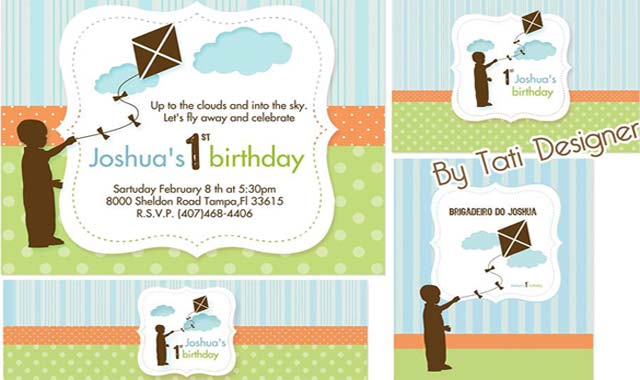 Up to the clouds and into the sky.
Let's fly away and celebrate
Joshua's 1ST birthday
Sarturday February 8 th at 5:30pm
8000 Sheldon Road Tampa,Fl 33615
R.S.V.P. (407)468-4406
1ST Joshua's
birthday
By Tati Designer
BRIGADEIRO DO JOSHUA
Joshua's 1 birthday
1ST Joshua's
birthday